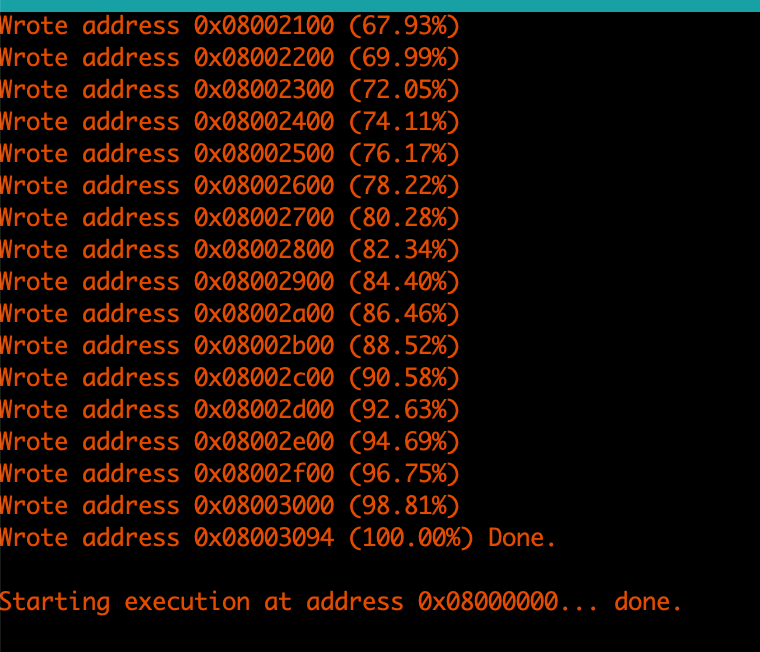 Wrote address 0x08002100 (67.93%)
Wrote address 0x08002200 (69.99%)
Wrote address 0x08002300 (72.05%)
Wrote address 0x08002400 (74.11%)
Wrote address 0x08002500 (76.17%)
Wrote address 0x08002600 (78.22%)
Wrote address 0x08002700 (80.28%)
Wrote address 0x08002800 (82.34%)
Wrote address 0x08002900 (84.40%)
Wrote address 0x08002a00 (86.46%)
Wrote address 0x08002b00 (88.52%)
Wrote address 0x08002c00 (90.58%)
Wrote address 0x08002d00 (92.63%)
Wrote address 0x08002e00 (94.69%)
Wrote address 0x08002f00 (96.75%)
Wrote address 0x08003000 (98.81%)
Wrote address 0x08003094 (100.00%) Done.
Starting execution at address 0x08000000... done.